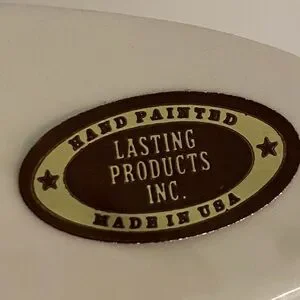 HAND PAINTED
LASTING
PRODUCTS
INC.
MADE IN USA